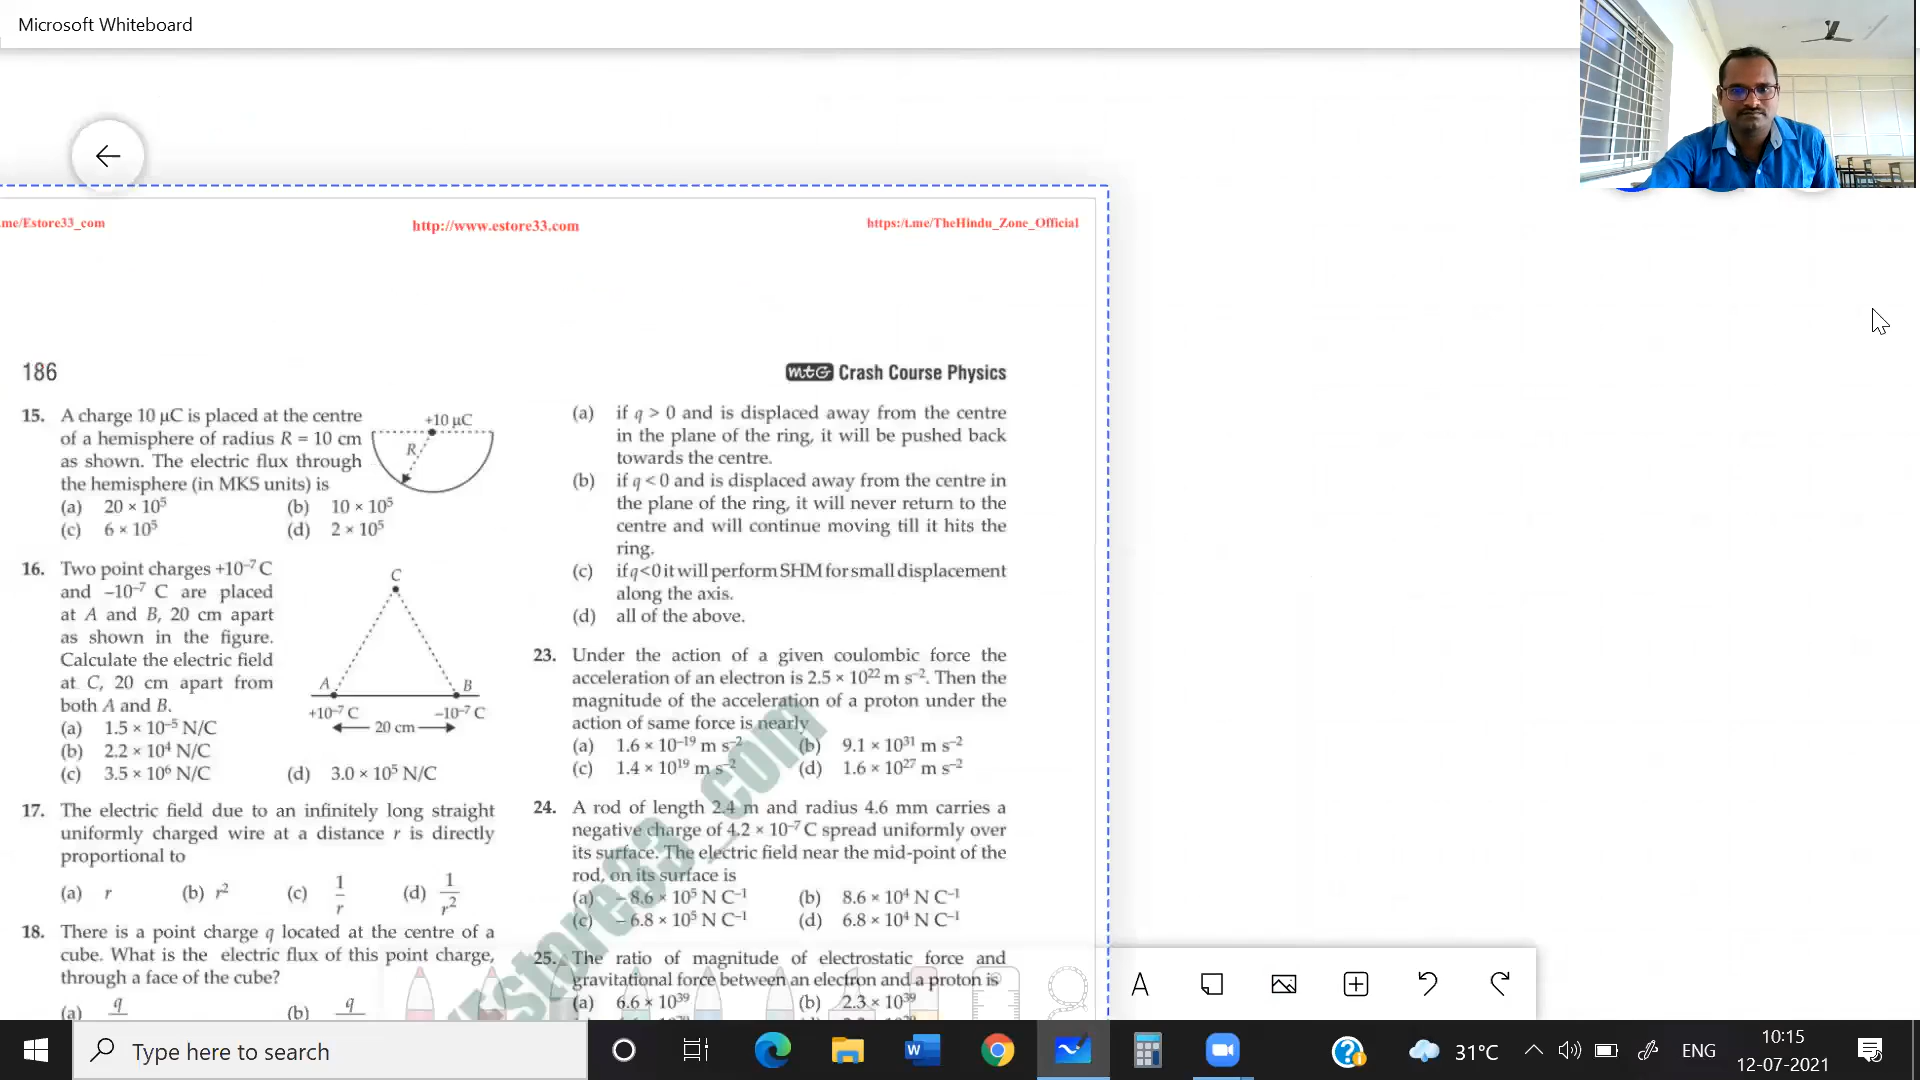 Microsoft Whiteboard
.me/Estore33_com
http://www.estore33.com
https:/t.me/TheHindu_Zone_Official
186
mtG Crash Course Physics
15. A charge 10 μC is placed at the centre
of a hemisphere of radius R = 10 cm
as shown. The electric flux through
the hemisphere (in MKS units) is
(a) 20 × 10⁵ (b) 10 × 10⁵
(c) 6 × 10⁵ (d) 2 × 10⁵
+10 μC
R
16. Two point charges +10⁻⁷ C
and –10⁻⁷ C are placed
at A and B, 20 cm apart
as shown in the figure.
Calculate the electric field
at C, 20 cm apart from
both A and B.
(a) 1.5 × 10⁻⁵ N/C
(b) 2.2 × 10⁴ N/C
(c) 3.5 × 10⁶ N/C (d) 3.0 × 10⁵ N/C
C
A B
+10⁻⁷ C –10⁻⁷ C
20 cm
17. The electric field due to an infinitely long straight
uniformly charged wire at a distance r is directly
proportional to
(a) r (b) r² (c) 1/r (d) 1/r²
18. There is a point charge q located at the centre of a
cube. What is the electric flux of this point charge,
through a face of the cube?
(a) q (b) q
(a) if q > 0 and is displaced away from the centre
in the plane of the ring, it will be pushed back
towards the centre.
(b) if q < 0 and is displaced away from the centre in
the plane of the ring, it will never return to the
centre and will continue moving till it hits the
ring.
(c) if q<0 it will perform SHM for small displacement
along the axis.
(d) all of the above.
23. Under the action of a given coulombic force the
acceleration of an electron is 2.5 × 10²² m s⁻². Then the
magnitude of the acceleration of a proton under the
action of same force is nearly
(a) 1.6 × 10⁻¹⁹ m s⁻² (b) 9.1 × 10³¹ m s⁻²
(c) 1.4 × 10¹⁹ m s⁻² (d) 1.6 × 10²⁷ m s⁻²
24. A rod of length 2.4 m and radius 4.6 mm carries a
negative charge of 4.2 × 10⁻⁷ C spread uniformly over
its surface. The electric field near the mid-point of the
rod, on its surface is
(a) – 8.6 × 10⁵ N C⁻¹ (b) 8.6 × 10⁴ N C⁻¹
(c) – 6.8 × 10⁵ N C⁻¹ (d) 6.8 × 10⁴ N C⁻¹
25. The ratio of magnitude of electrostatic force and
gravitational force between an electron and a proton is
(a) 6.6 × 10³⁹ (b) 2.3 × 10³⁹
Estore33_com
Type here to search
31°C
ENG
10:15
12-07-2021